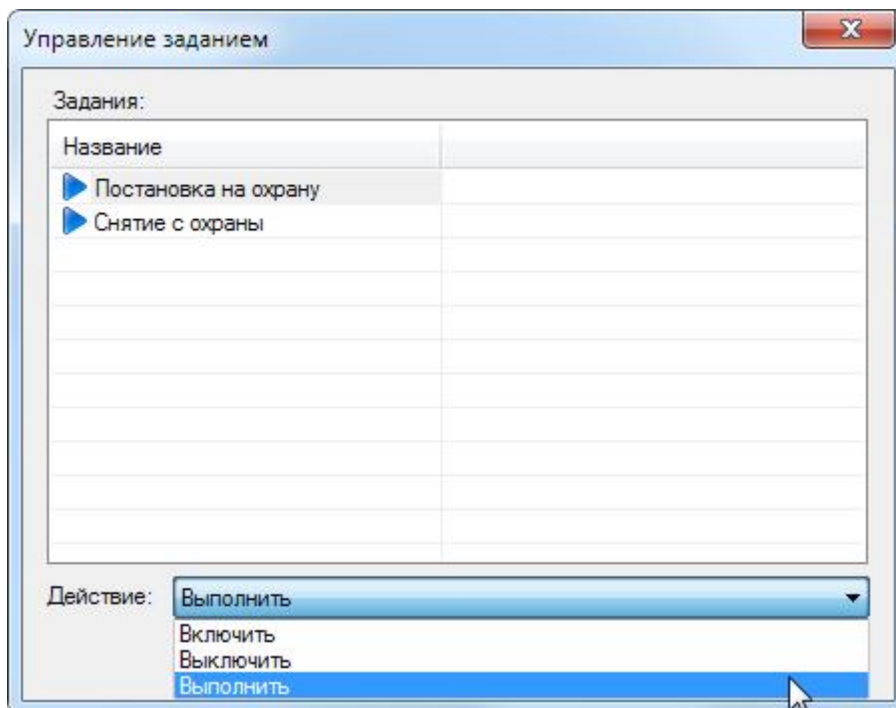 Управление заданием
Задания:
Название
Постановка на охрану
Снятие с охраны
Действие: Выполнить
Включить
Выключить
Выполнить